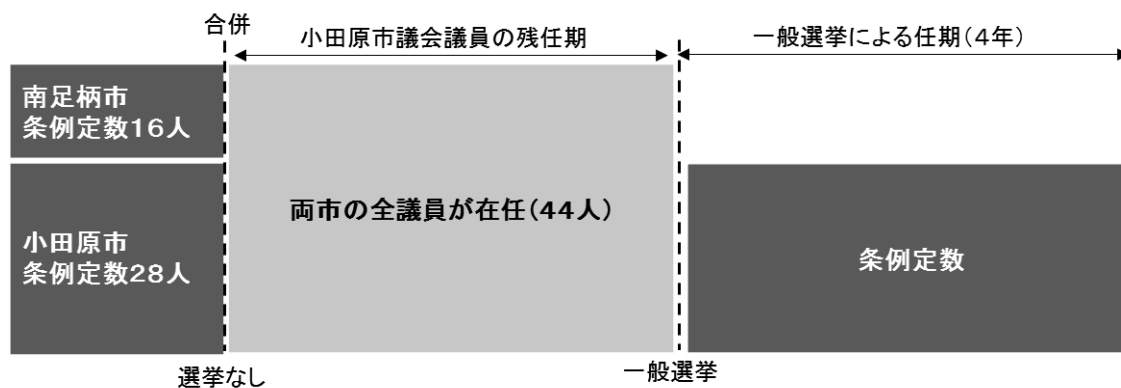 合併
小田原市議会議員の残任期
一般選挙による任期（４年）
南足柄市
条例定数１６人
両市の全議員が在任（４４人）
小田原市
条例定数２８人
条例定数
選挙なし
一般選挙